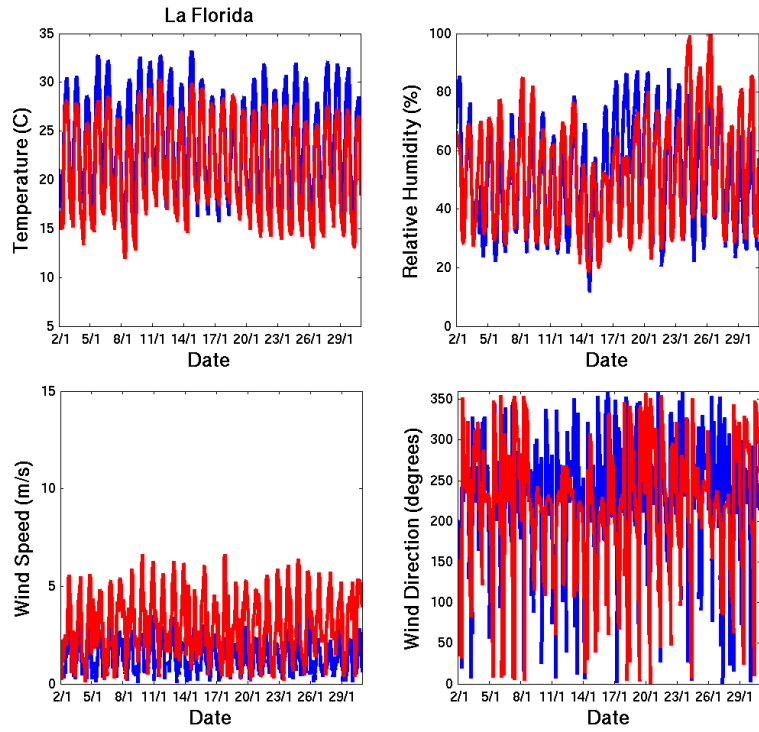 La Florida
35
30
25
20
15
10
5
Temperature (C)
2/1 5/1 8/1 11/1 14/1 17/1 20/1 23/1 26/1 29/1
Date
100
80
60
40
20
0
Relative Humidity (%)
2/1 5/1 8/1 11/1 14/1 17/1 20/1 23/1 26/1 29/1
Date
15
10
5
0
Wind Speed (m/s)
2/1 5/1 8/1 11/1 14/1 17/1 20/1 23/1 26/1 29/1
Date
350
300
250
200
150
100
50
0
Wind Direction (degrees)
2/1 5/1 8/1 11/1 14/1 17/1 20/1 23/1 26/1 29/1
Date